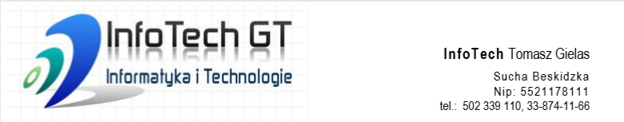 InfoTech GT
Informatyka i Technologie
InfoTech Tomasz Gielas
Sucha Beskidzka
Nip: 5521178111
tel.: 502 339 110, 33-874-11-66